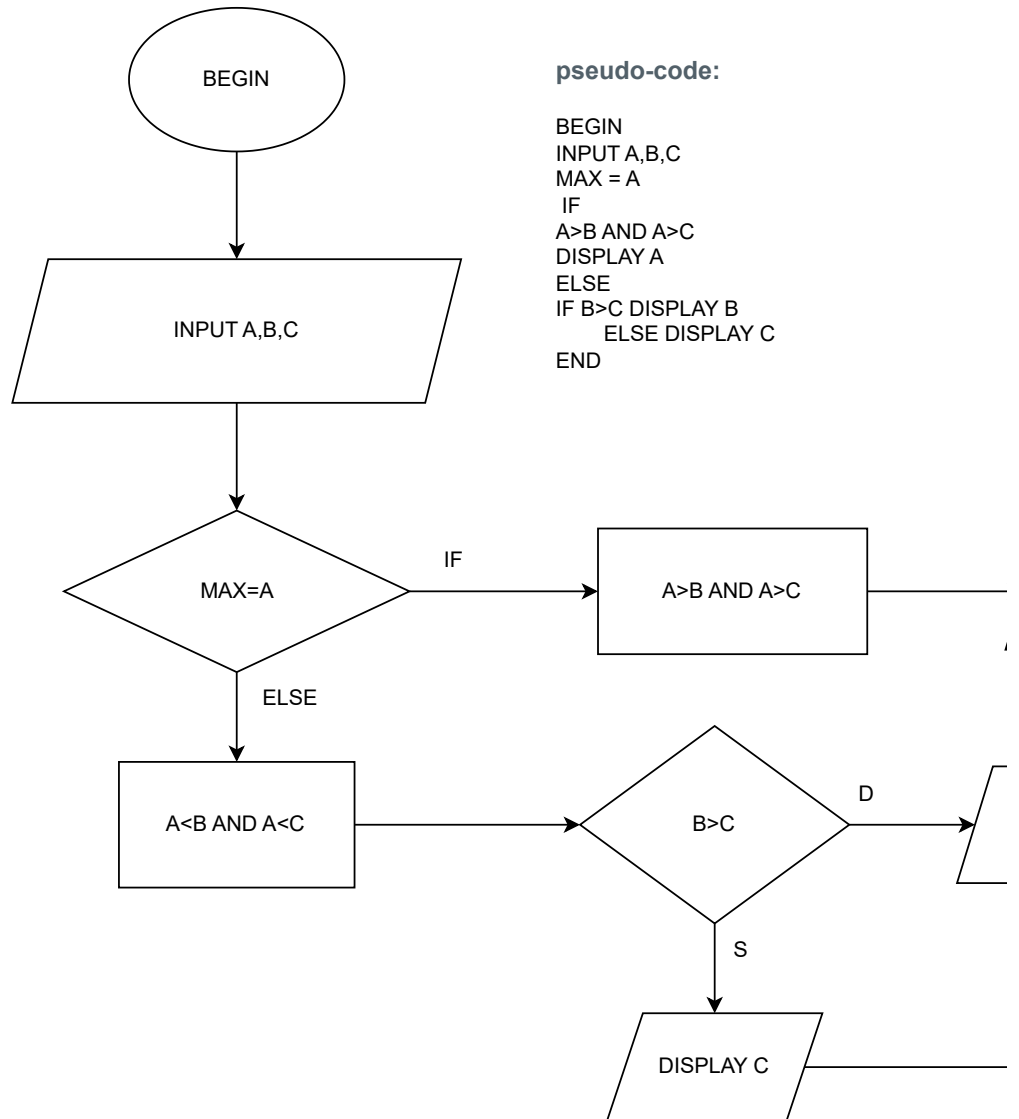 BEGIN
pseudo-code:
BEGIN
INPUT A,B,C
MAX = A
IF
A>B AND A>C
DISPLAY A
ELSE
IF B>C DISPLAY B
ELSE DISPLAY C
END
INPUT A,B,C
MAX=A
IF
A>B AND A>C
ELSE
A<B AND A<C
B>C
D
S
DISPLAY C